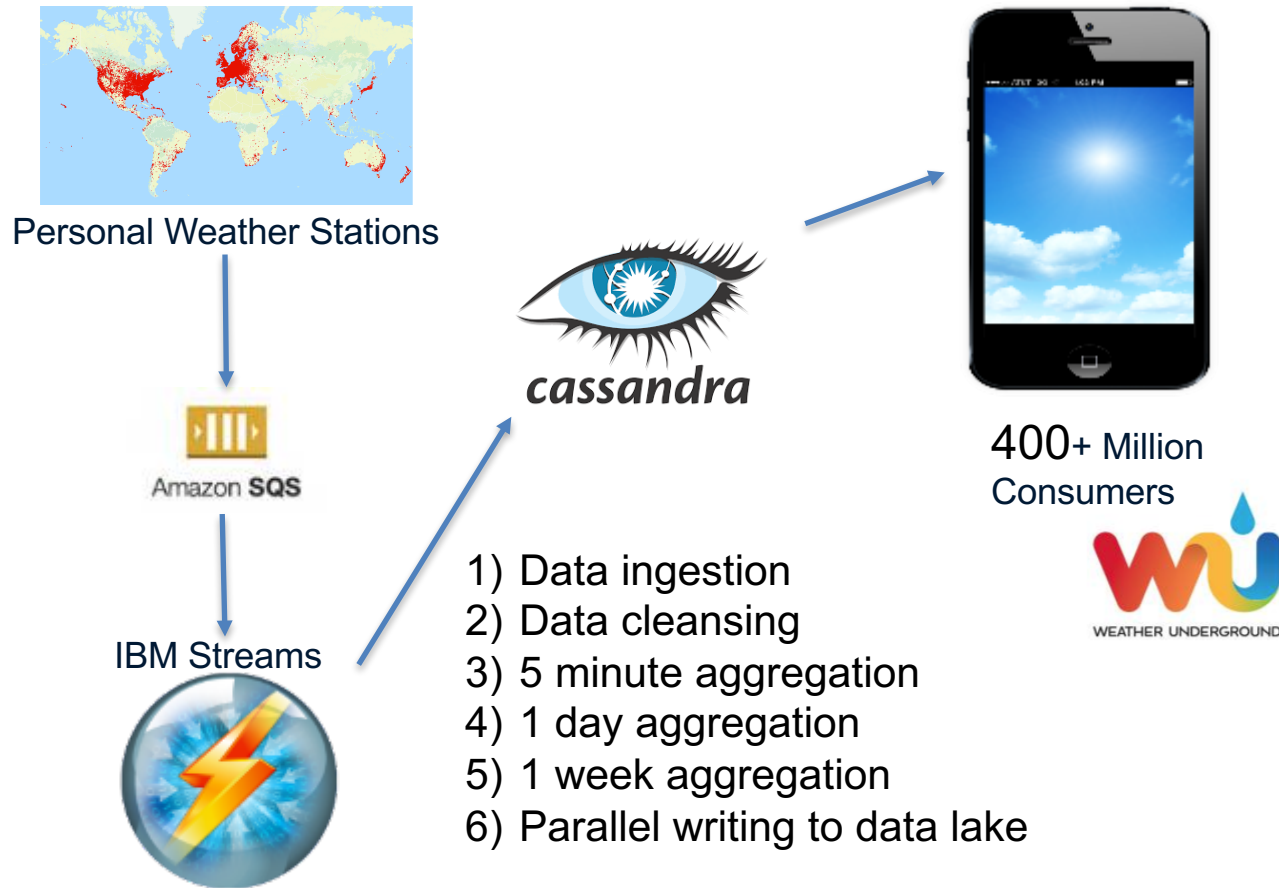 Personal Weather Stations
Amazon SQS
IBM Streams
cassandra
1) Data ingestion
2) Data cleansing
3) 5 minute aggregation
4) 1 day aggregation
5) 1 week aggregation
6) Parallel writing to data lake
400+ Million
Consumers
WU
WEATHER UNDERGROUND